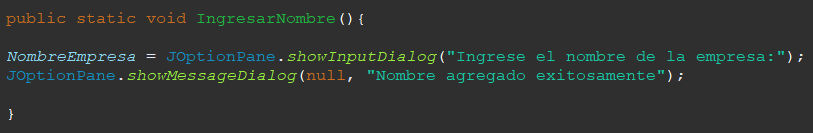 public static void IngresarNombre(){
NombreEmpresa = JOptionPane.showInputDialog("Ingrese el nombre de la empresa:");
JOptionPane.showMessageDialog(null, "Nombre agregado exitosamente");
}